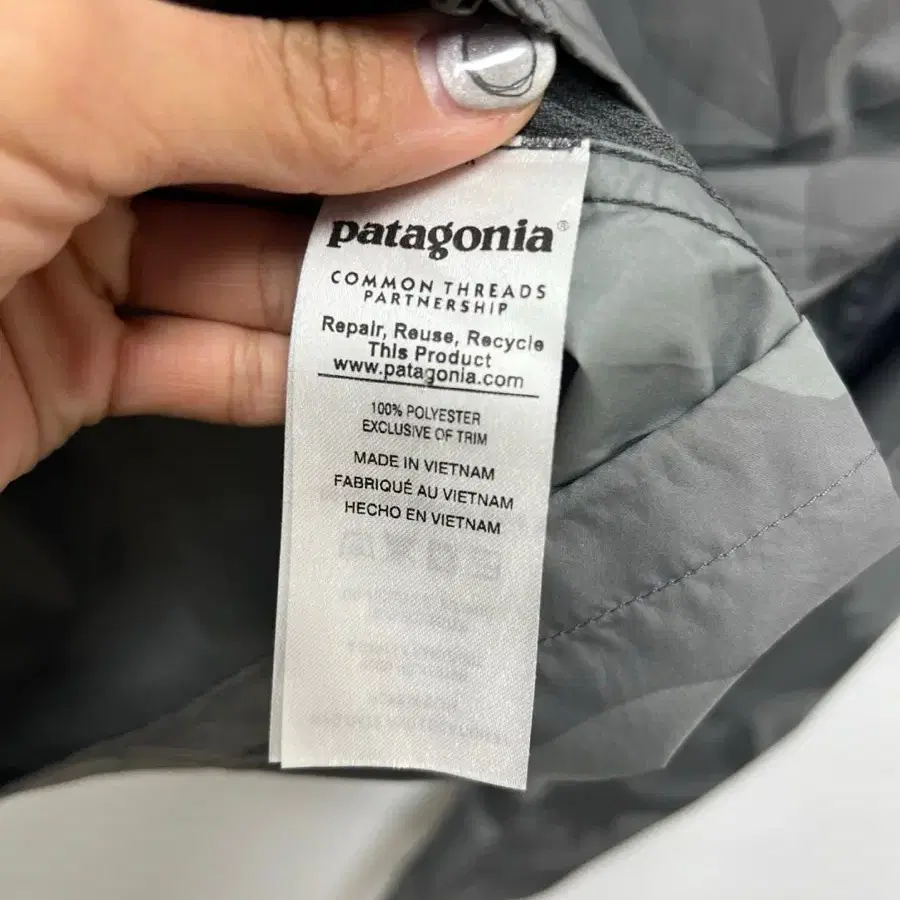 patagonia®
COMMON THREADS
PARTNERSHIP
Repair, Reuse, Recycle
This Product
www.patagonia.com
100% POLYESTER
EXCLUSIVE OF TRIM
MADE IN VIETNAM
FABRIQUÉ AU VIETNAM
HECHO EN VIETNAM